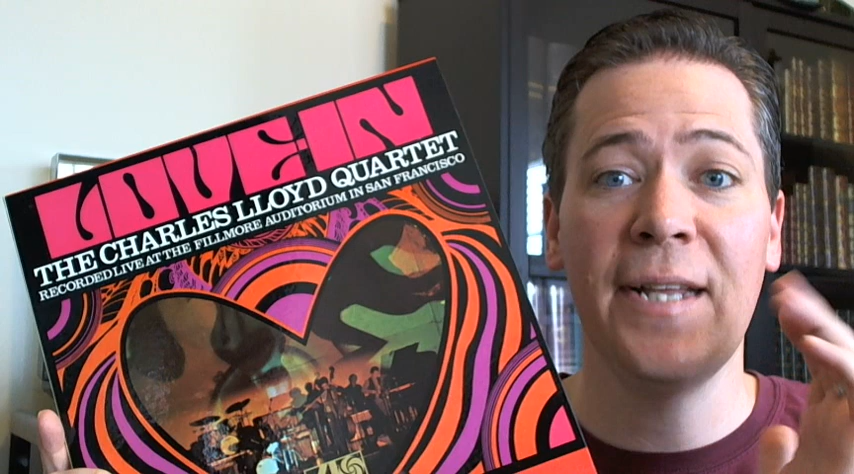 LOVE-IN
THE CHARLES LLOYD QUARTET
RECORDED LIVE AT THE FILLMORE AUDITORIUM IN SAN FRANCISCO